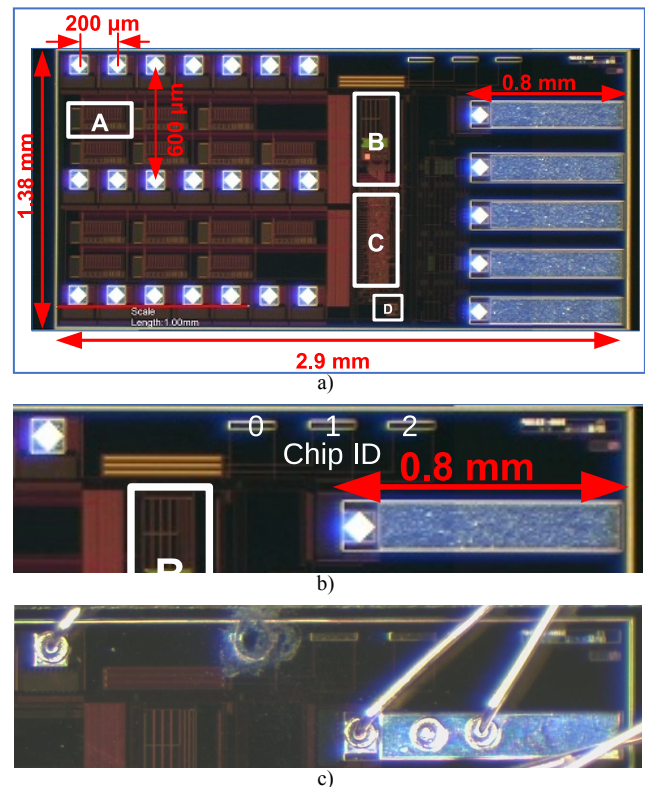 200 µm
0.8 mm
A
B
600 µm
1.38 mm
C
D
Scale
Length:1.00mm
2.9 mm
a)
0 1 2
Chip ID
0.8 mm
B
b)
c)